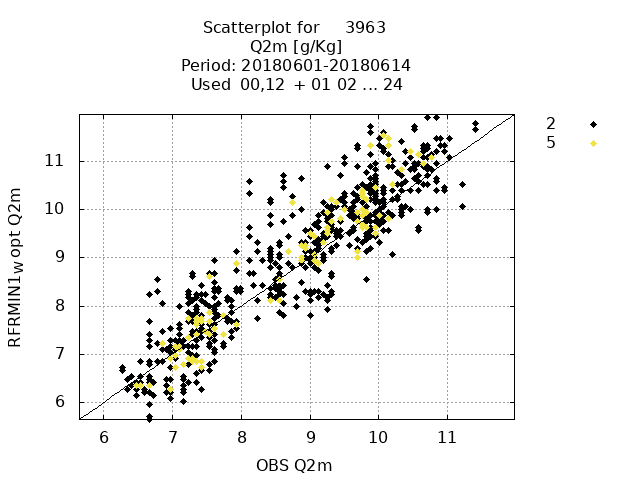 Scatterplot for 3963
Q2m [g/Kg]
Period: 20180601-20180614
Used 00,12 + 01 02 ... 24
2
5
RFRMIN1_W opt Q2m
11
10
9
8
7
6
6 7 8 9 10 11
OBS Q2m